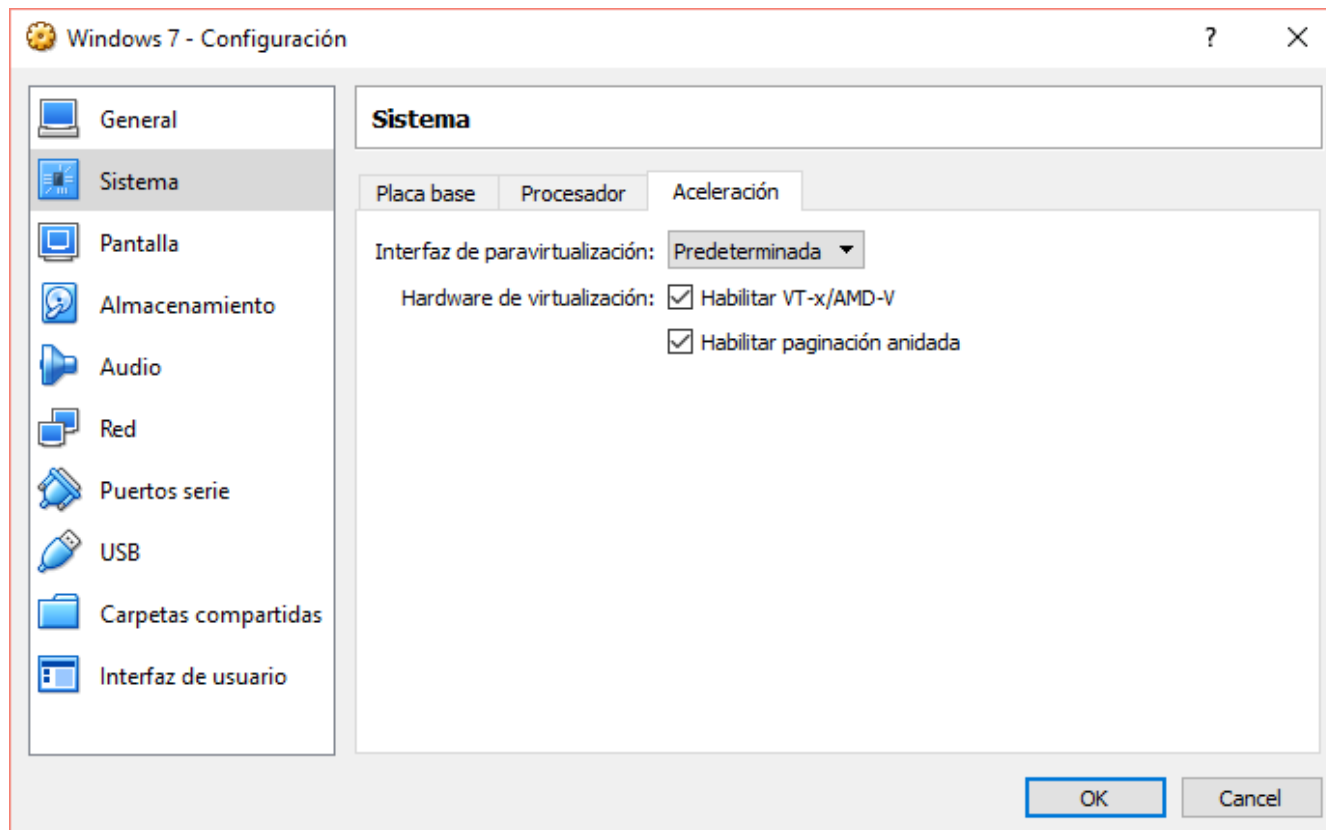 Windows 7 - Configuración
?
General
Sistema
Pantalla
Almacenamiento
Audio
Red
Puertos serie
USB
Carpetas compartidas
Interfaz de usuario
Sistema
Placa base
Procesador
Aceleración
Interfaz de paravirtualización: Predeterminada
Hardware de virtualización: Habilitar VT-x/AMD-V
Habilitar paginación anidada
OK
Cancel